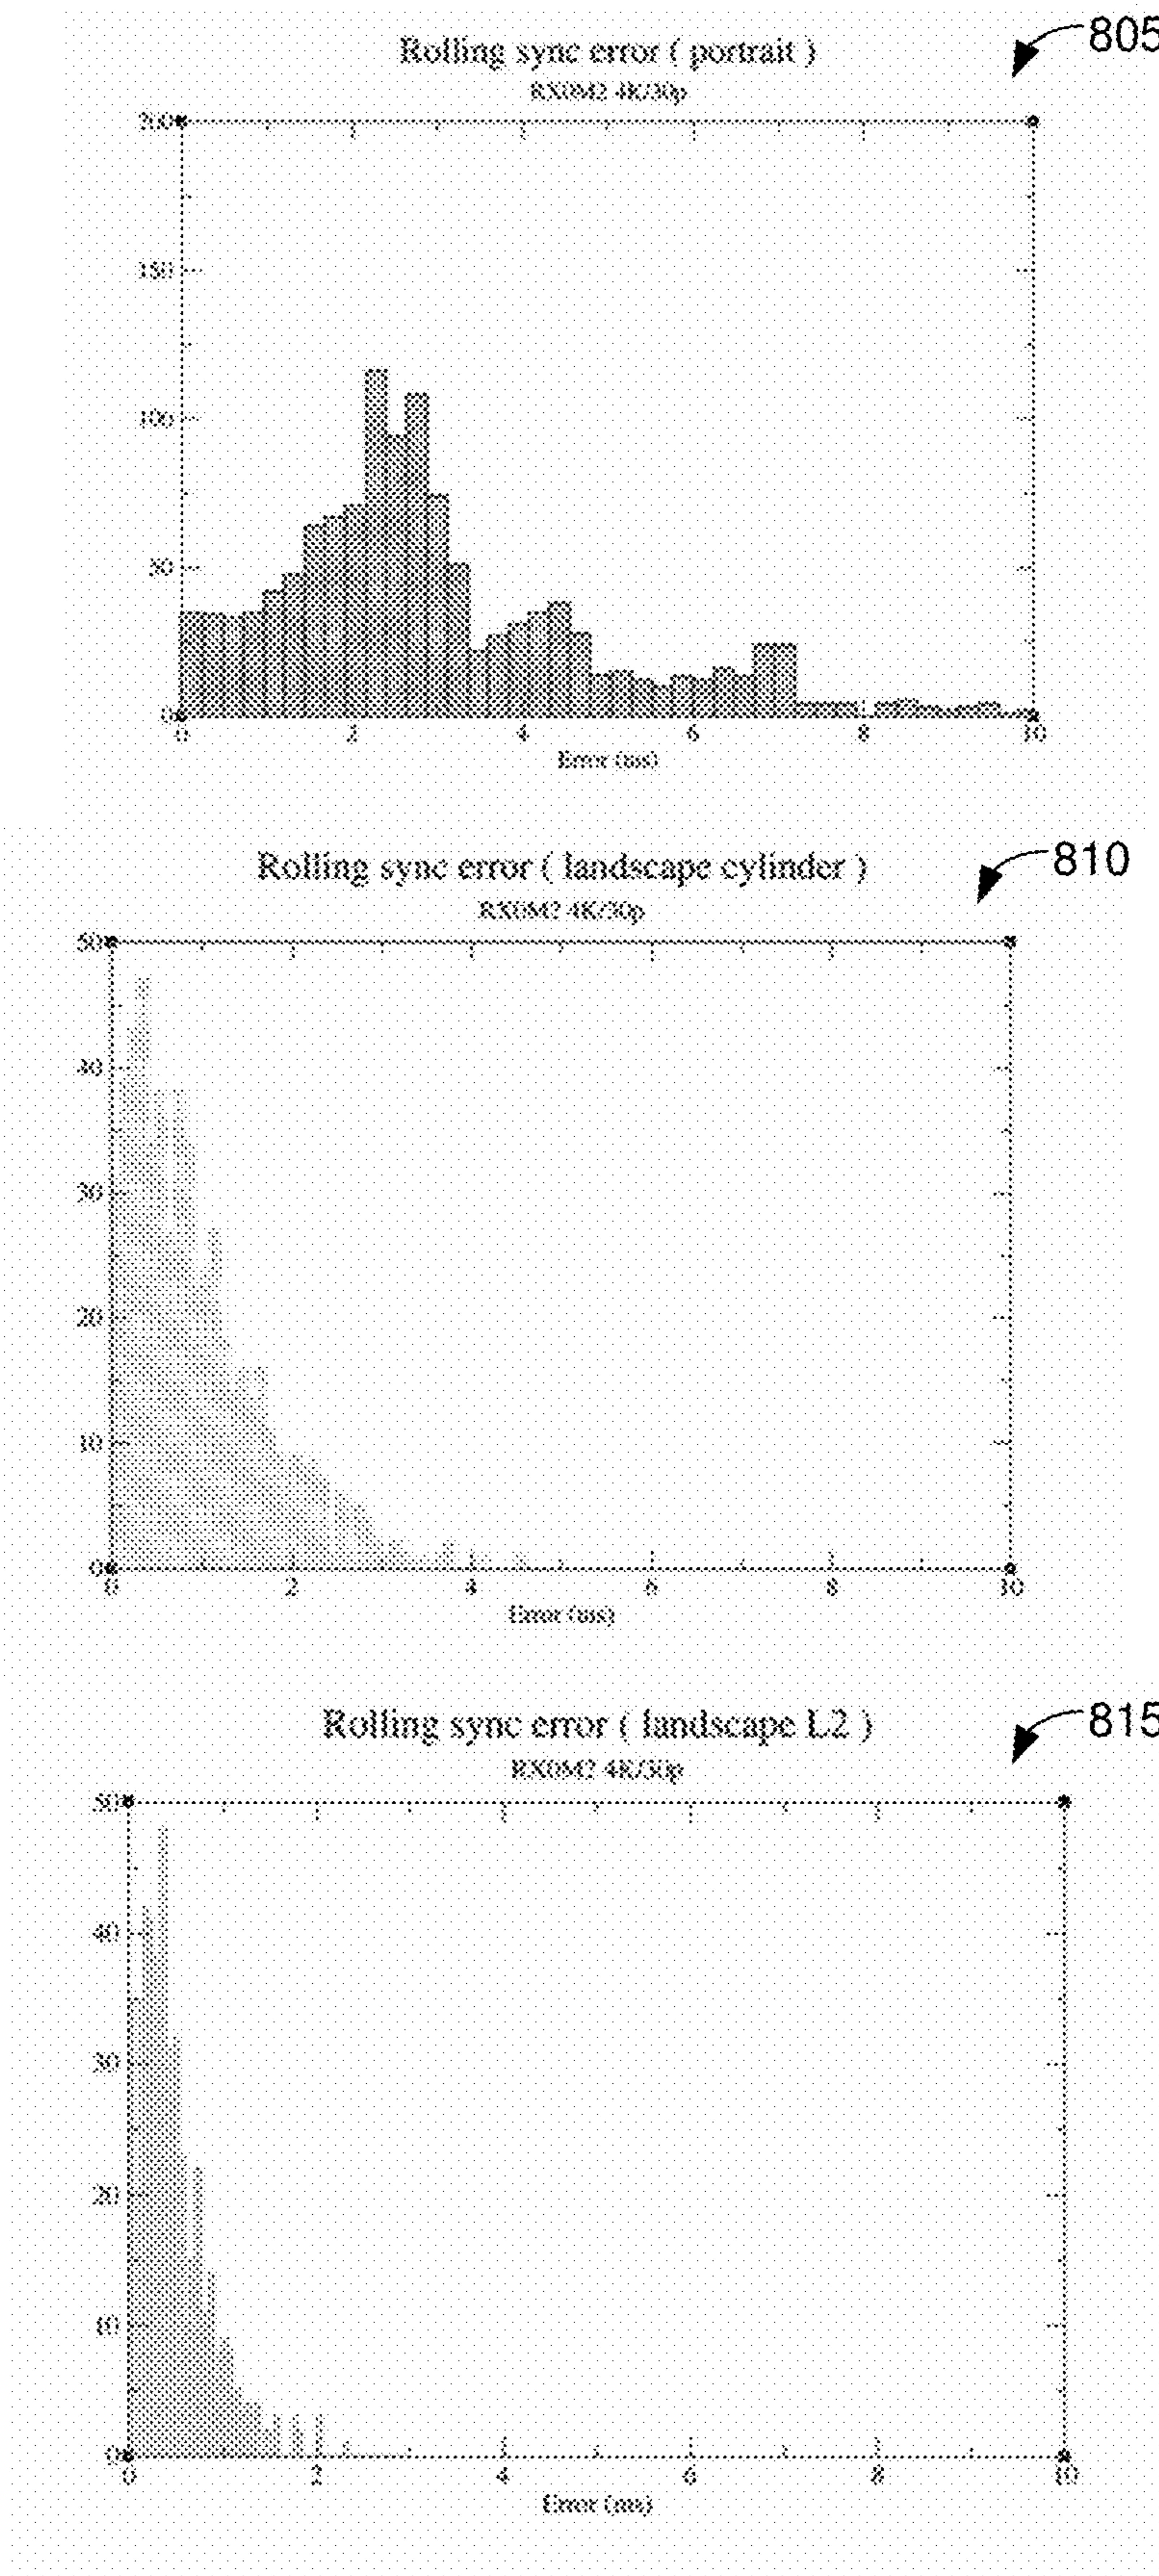 805
Rolling sync error ( portrait )
RX0M2 4K/30p
200
150
100
50
0
0 2 4 6 8 10
Error (ms)
810
Rolling sync error ( landscape cylinder )
RX0M2 4K/30p
50
40
30
20
10
0
0 2 4 6 8 10
Error (ms)
815
Rolling sync error ( landscape L2 )
RX0M2 4K/30p
50
40
30
20
10
0
0 2 4 6 8 10
Error (ms)